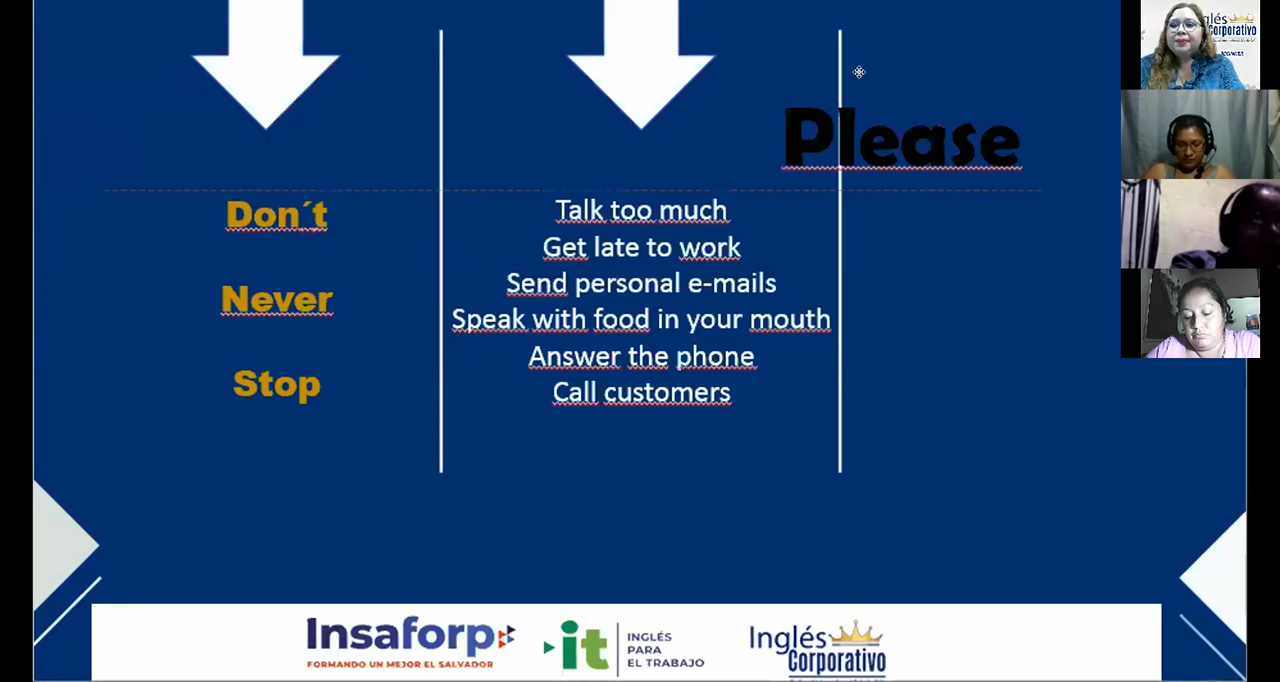 Please
Don´t
Never
Stop
Talk too much
Get late to work
Send personal e-mails
Speak with food in your mouth
Answer the phone
Call customers
Insaforp
FORMANDO UN MEJOR EL SALVADOR
it
INGLÉS
PARA
EL TRABAJO
Inglés
Corporativo
glés
Corporativo